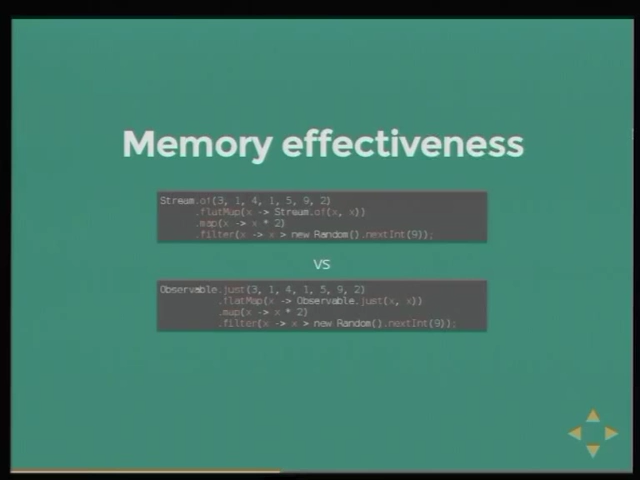 Memory effectiveness
Stream.of(3, 1, 4, 1, 5, 9, 2)
.flatMap(x -> Stream.of(x, x))
.map(x -> x * 2)
.filter(x -> x > new Random().nextInt(9));
VS
Observable.just(3, 1, 4, 1, 5, 9, 2)
.flatMap(x -> Observable.just(x, x))
.map(x -> x * 2)
.filter(x -> x > new Random().nextInt(9));